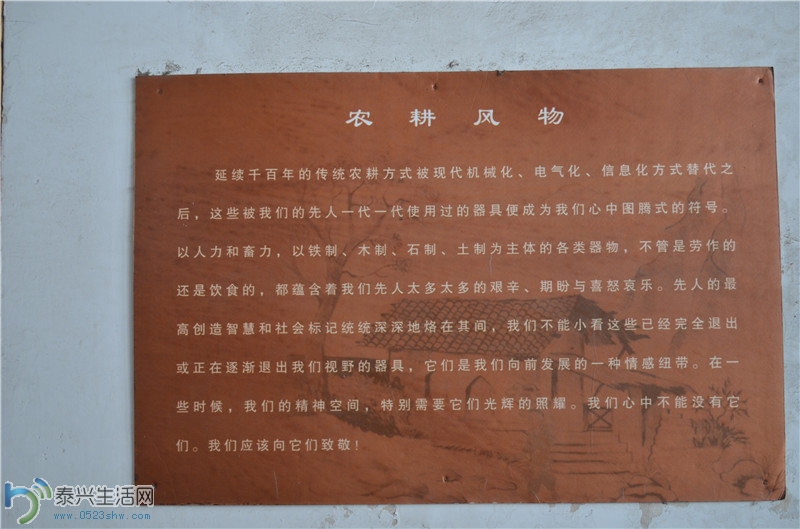 农耕风物
延续千百年的传统农耕方式被现代机械化、电气化、信息化方式替代之
后，这些被我们的先人一代一代使用过的器具便成为我们心中图腾式的符号。
以人力和畜力，以铁制、木制、石制、土制为主体的各类器物，不管是劳作的
还是饮食的，都蕴含着我们先人太多太多的艰辛、期盼与喜怒哀乐。先人的最
高创造智慧和社会标记统统深深地烙在其间，我们不能小看这些已经完全退出
或正在逐渐退出我们视野的器具，它们是我们向前发展的一种情感纽带。在一
些时候，我们的精神空间，特别需要它们光辉的照耀。我们心中不能没有它
们。我们应该向它们致敬！
泰兴生活网
www.0523shw.com